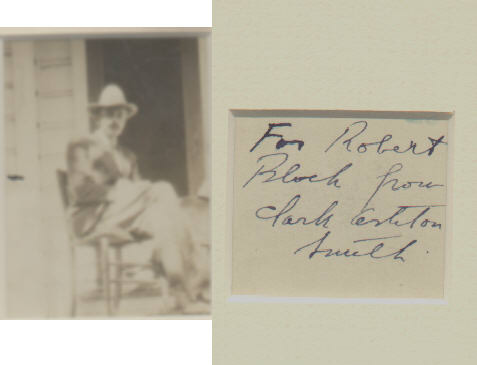 For Robert
Bloch from
Clark Ashton
Smith.